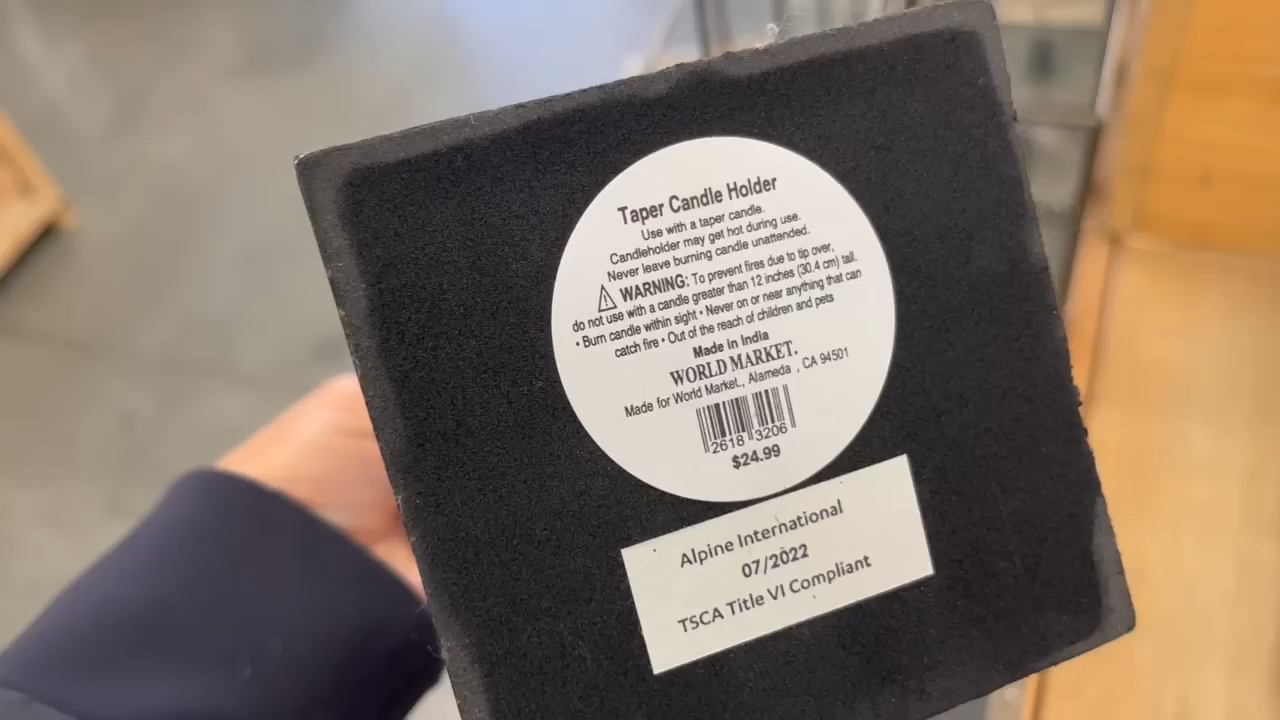 Taper Candle Holder
Use with a taper candle.
Candleholder may get hot during use.
Never leave burning candle unattended.
⚠ WARNING: To prevent fires due to tip over,
do not use with a candle greater than 12 inches (30.4 cm) tall.
• Burn candle within sight • Never on or near anything that can
catch fire • Out of the reach of children and pets
Made in India
WORLD MARKET.
Made for World Market., Alameda , CA 94501
2618 3206
$24.99
Alpine International
07/2022
TSCA Title VI Compliant